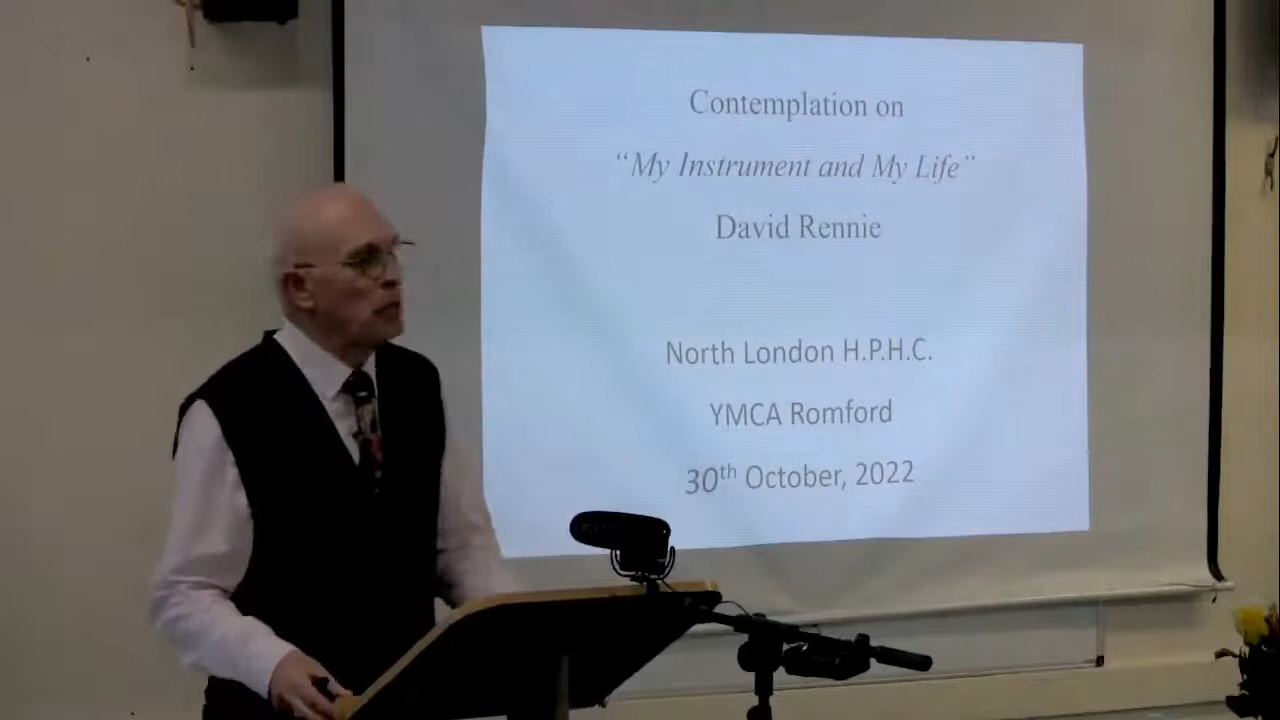 Contemplation on
“My Instrument and My Life”
David Rennie
North London H.P.H.C.
YMCA Romford
30th October, 2022